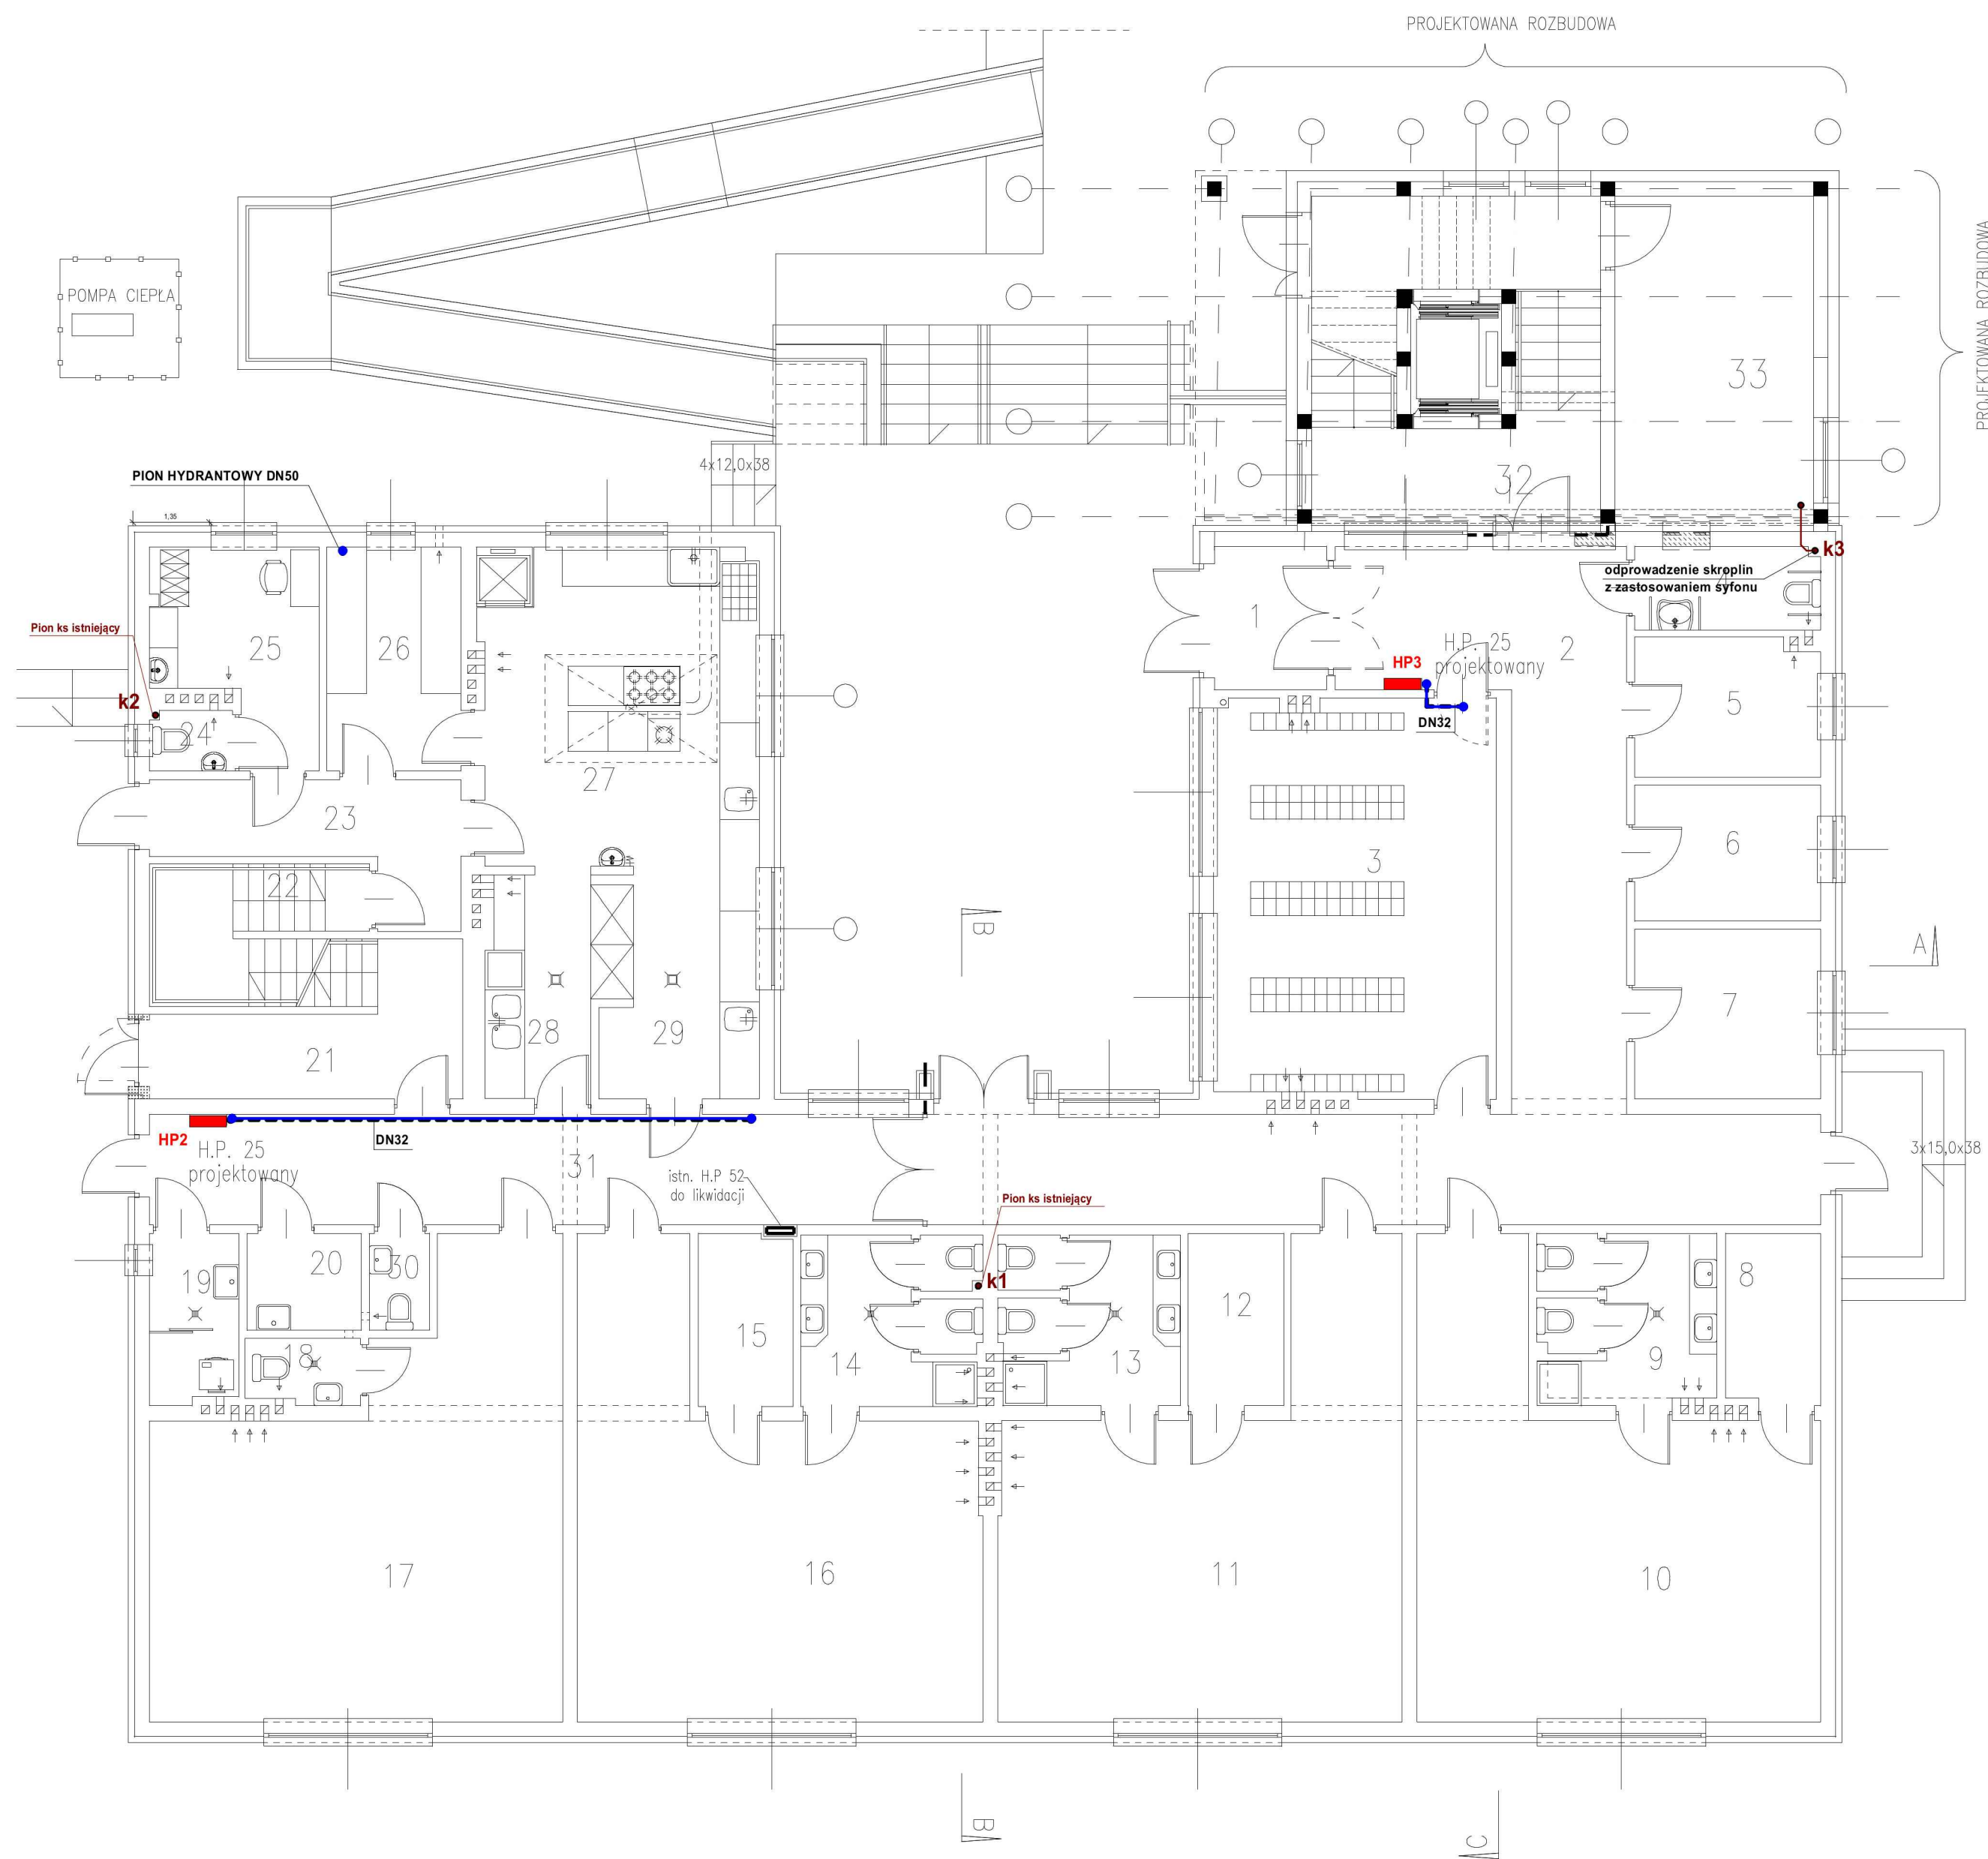 PROJEKTOWANA ROZBUDOWA
PROJEKTOWANA ROZBUDOWA
POMPA CIEPŁA
33
4x12,0x38
PION HYDRANTOWY DN50
32
1,35
k3
odprowadzenie skroplin
z zastosowaniem syfonu
4
1
Pion ks istniejący
25
26
H.P. 25
projektowany
2
HP3
k2
24
DN32
5
27
23
6
3
22
B
A
7
28
29
21
HP2
H.P. 25
projektowany
DN32
31
istn. H.P 52
do likwidacji
3x15,0x38
Pion ks istniejący
19
20
30
k1
8
12
15
18
14
13
9
17
16
11
10
B
C